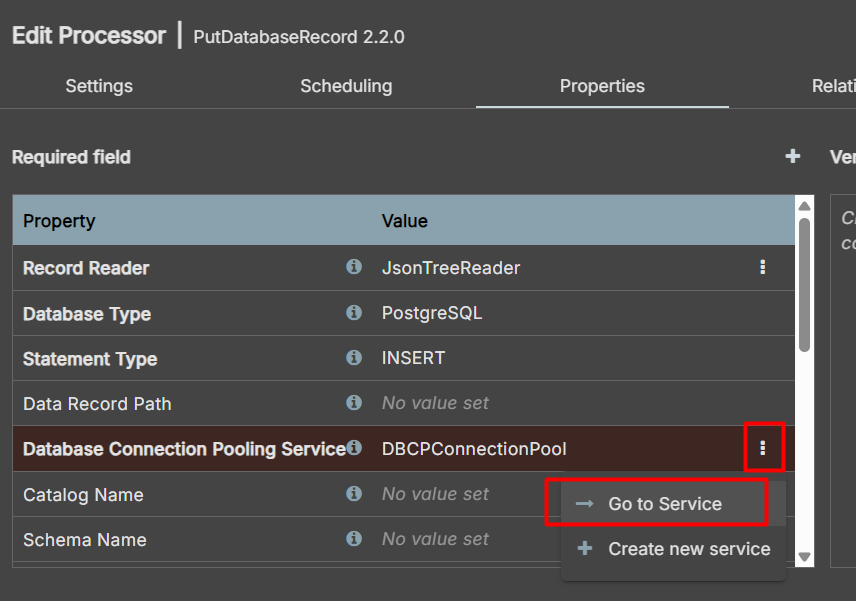 Edit Processor | PutDatabaseRecord 2.2.0
Settings Scheduling Properties Relati
Required field Ver
Property Value
Record Reader JsonTreeReader
Database Type PostgreSQL
Statement Type INSERT
Data Record Path No value set
Database Connection Pooling Service DBCPConnectionPool
Catalog Name No value set
Go to Service
Schema Name No value set
Create new service